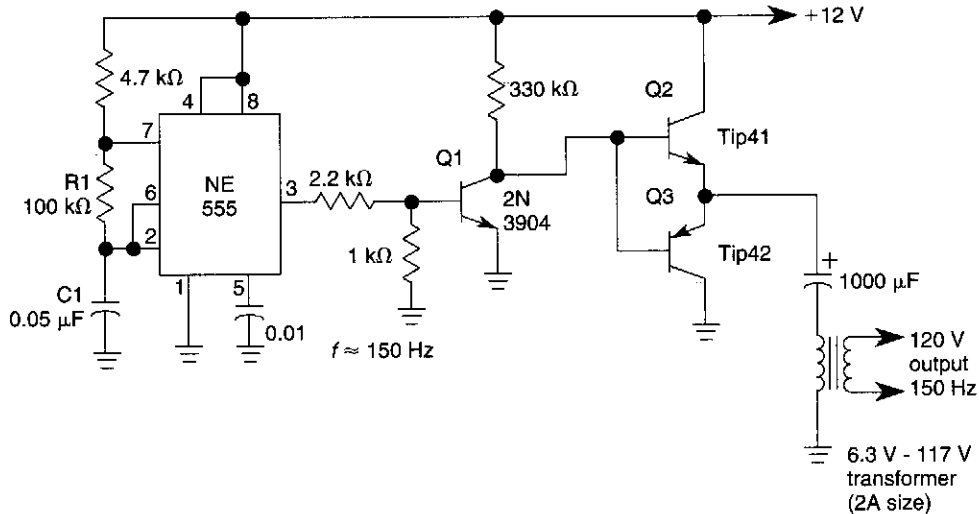 +12 V
4.7 kΩ
4
8
330 kΩ
Q2
7
Tip41
R1
100 kΩ
6
NE
555
3
2.2 kΩ
Q1
2N
3904
Q3
2
1 kΩ
Tip42
C1
0.05 μF
1
5
0.01
+
1000 μF
f ≈ 150 Hz
120 V
output
150 Hz
6.3 V - 117 V
transformer
(2A size)